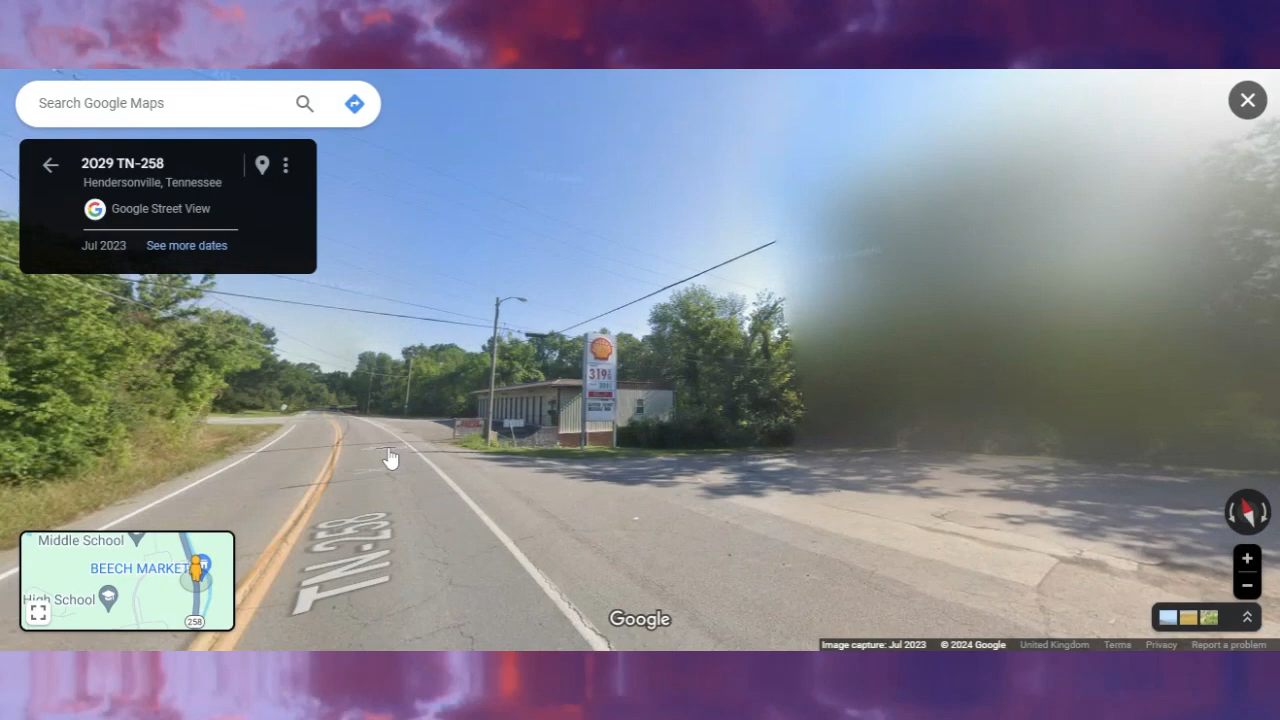 Search Google Maps
2029 TN-258
Hendersonville, Tennessee
Google Street View
Jul 2023 See more dates
319
TN-258
Middle School
BEECH MARKET
High School
258
Google
Image capture: Jul 2023 © 2024 Google United Kingdom Terms Privacy Report a problem